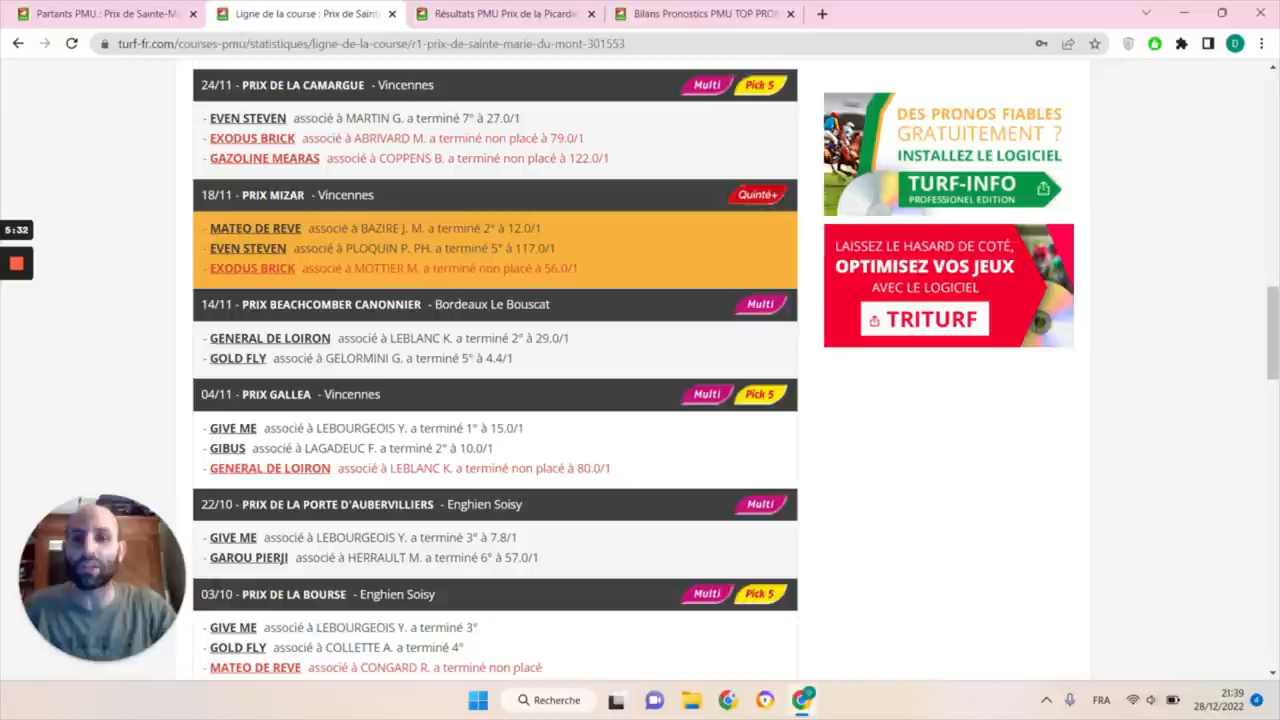 Partants PMU : Prix de Sainte-M
Ligne de la course : Prix de Saint
Résultats PMU Prix de la Picardie
Bilans Pronostics PMU TOP PRON
turf-fr.com/courses-pmu/statistiques/ligne-de-la-course/r1-prix-de-sainte-marie-du-mont-301553
D
24/11 - PRIX DE LA CAMARGUE - Vincennes Multi Pick 5
- EVEN STEVEN associé à MARTIN G. a terminé 7° à 27.0/1
- EXODUS BRICK associé à ABRIVARD M. a terminé non placé à 79.0/1
- GAZOLINE MEARAS associé à COPPENS B. a terminé non placé à 122.0/1
18/11 - PRIX MIZAR - Vincennes Quinté+
- MATEO DE REVE associé à BAZIRE J. M. a terminé 2° à 12.0/1
- EVEN STEVEN associé à PLOQUIN P. PH. a terminé 5° à 117.0/1
- EXODUS BRICK associé à MOTTIER M. a terminé non placé à 56.0/1
14/11 - PRIX BEACHCOMBER CANONNIER - Bordeaux Le Bouscat Multi
- GENERAL DE LOIRON associé à LEBLANC K. a terminé 2° à 29.0/1
- GOLD FLY associé à GELORMINI G. a terminé 5° à 4.4/1
04/11 - PRIX GALLEA - Vincennes Multi Pick 5
- GIVE ME associé à LEBOURGEOIS Y. a terminé 1° à 15.0/1
- GIBUS associé à LAGADEUC F. a terminé 2° à 10.0/1
- GENERAL DE LOIRON associé à LEBLANC K. a terminé non placé à 80.0/1
22/10 - PRIX DE LA PORTE D'AUBERVILLIERS - Enghien Soisy Multi
- GIVE ME associé à LEBOURGEOIS Y. a terminé 3° à 7.8/1
- GAROU PIERJI associé à HERRAULT M. a terminé 6° à 57.0/1
03/10 - PRIX DE LA BOURSE - Enghien Soisy Multi Pick 5
- GIVE ME associé à LEBOURGEOIS Y. a terminé 3°
- GOLD FLY associé à COLLETTE A. a terminé 4°
- MATEO DE REVE associé à CONGARD R. a terminé non placé
DES PRONOS FIABLES
GRATUITEMENT ?
INSTALLEZ LE LOGICIEL
TURF-INFO
PROFESSIONEL EDITION
LAISSEZ LE HASARD DE COTÉ,
OPTIMISEZ VOS JEUX
AVEC LE LOGICIEL
TRITURF
5:32
Recherche
FRA
21:39
28/12/2022
4